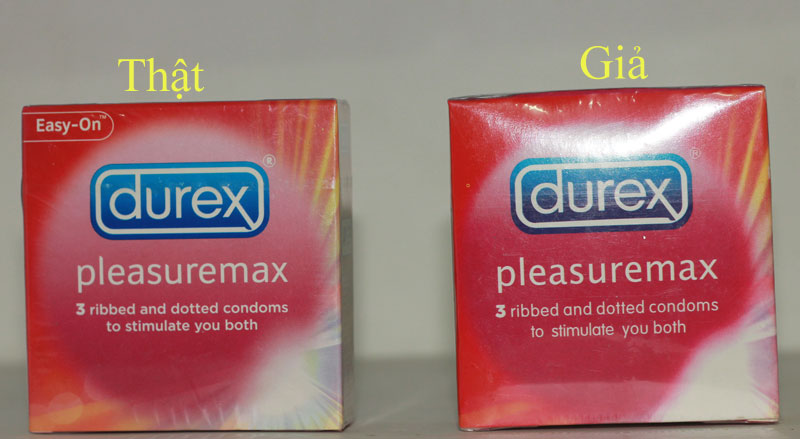 Thật
Giả
Easy-On™
durex®
pleasuremax
3 ribbed and dotted condoms
to stimulate you both
durex®
pleasuremax
3 ribbed and dotted condoms
to stimulate you both